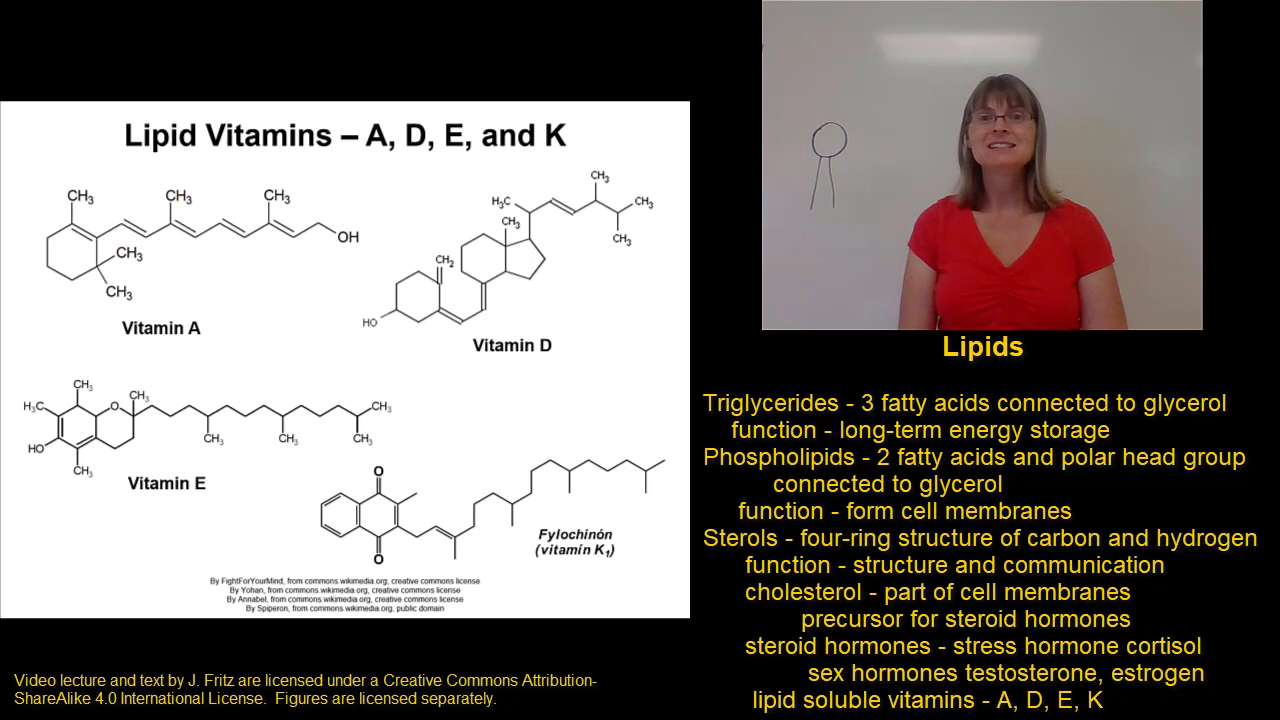 Lipid Vitamins – A, D, E, and K
CH₃
CH₃
CH₃
OH
CH₃
CH₃
Vitamin A
CH₃
H₃C
CH₃
CH₃
CH₃
CH₂
HO
Vitamin D
CH₃
H₃C
O
CH₃
CH₃
HO
CH₃
CH₃
CH₃
CH₃
Vitamin E
O
O
Fylochinón
(vitamín K₁)
By FightForYourMind, from commons.wikimedia.org, creative commons license
By Yohan, from commons.wikimedia.org, creative commons license
By Annabel, from commons.wikimedia.org, creative commons license
By Spiperon, from commons.wikimedia.org, public domain
Video lecture and text by J. Fritz are licensed under a Creative Commons Attribution-
ShareAlike 4.0 International License.  Figures are licensed separately.
Lipids
Triglycerides - 3 fatty acids connected to glycerol
function - long-term energy storage
Phospholipids - 2 fatty acids and polar head group
connected to glycerol
function - form cell membranes
Sterols - four-ring structure of carbon and hydrogen
function - structure and communication
cholesterol - part of cell membranes
precursor for steroid hormones
steroid hormones - stress hormone cortisol
sex hormones testosterone, estrogen
lipid soluble vitamins - A, D, E, K